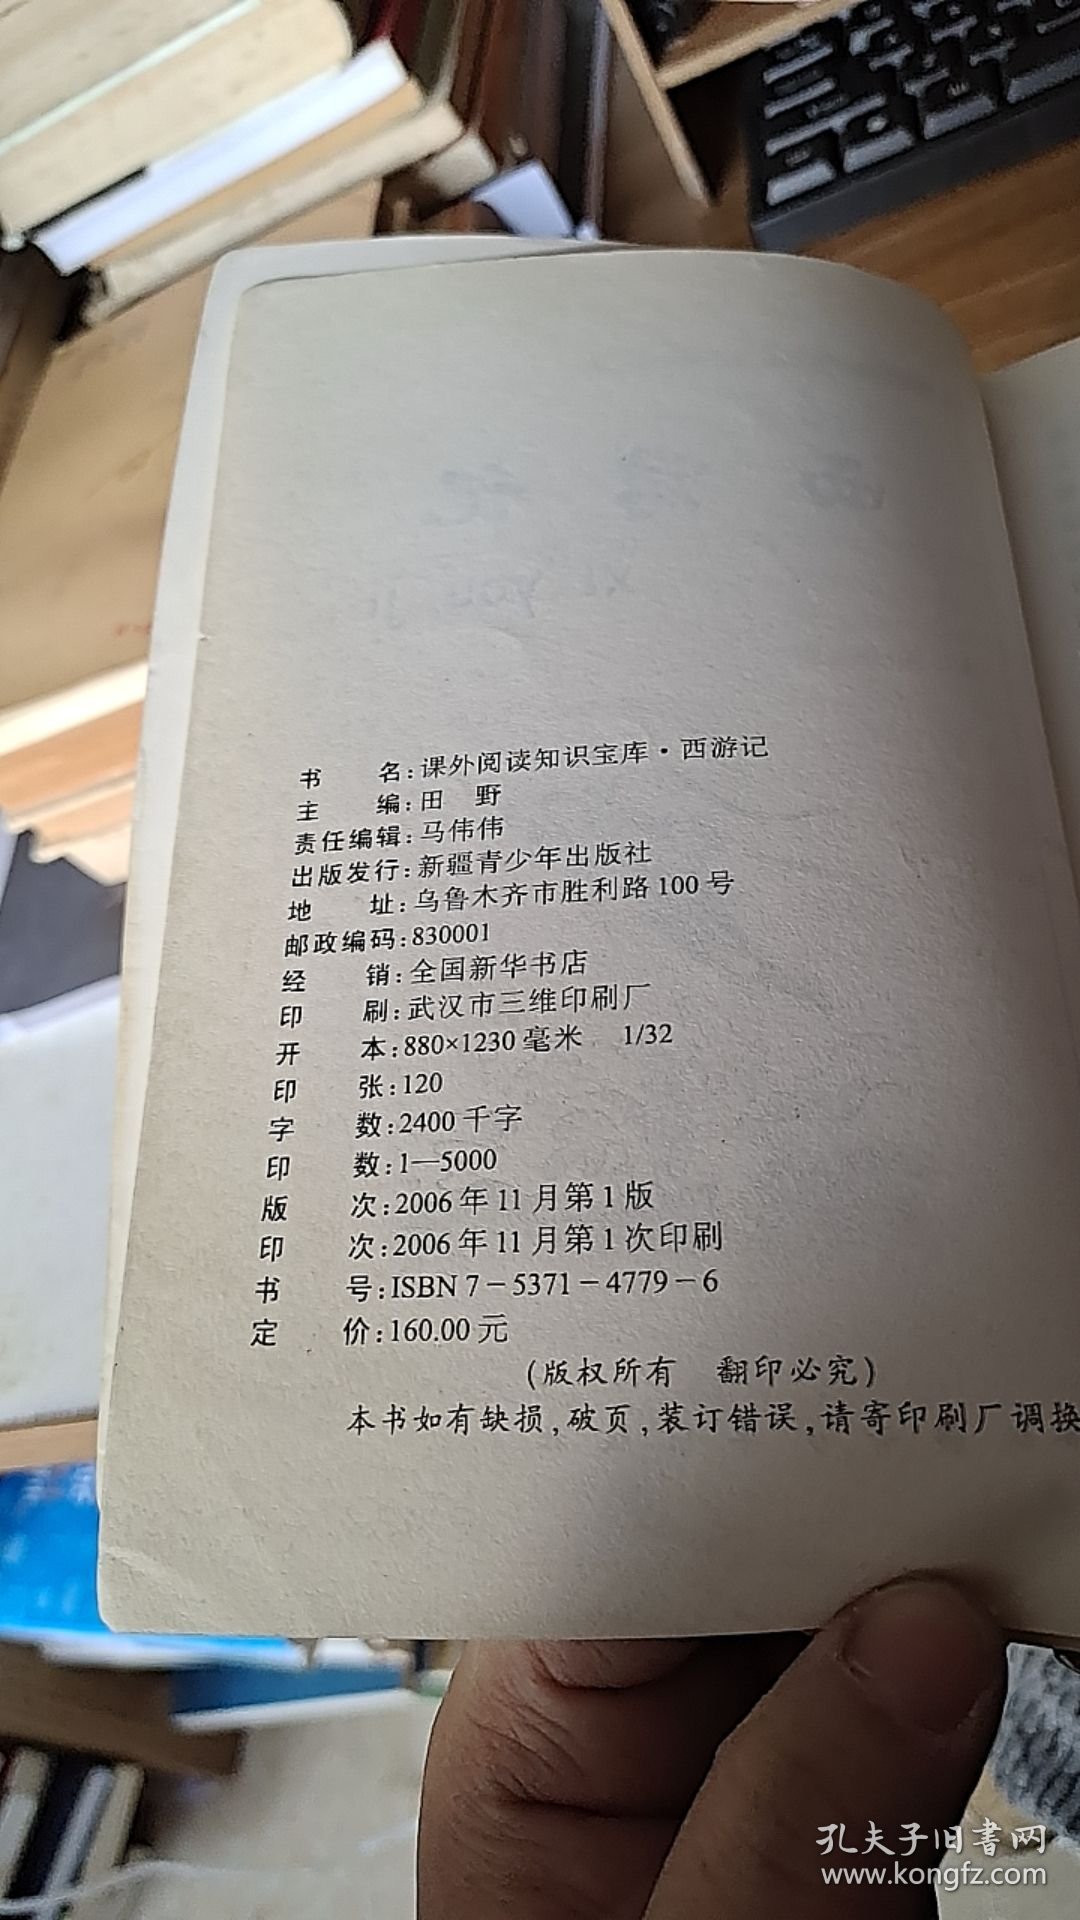 书　　名:课外阅读知识宝库·西游记
主　　编:田　野
责任编辑:马伟伟
出版发行:新疆青少年出版社
地　　址:乌鲁木齐市胜利路100号
邮政编码:830001
经　　销:全国新华书店
印　　刷:武汉市三维印刷厂
开　　本:880×1230毫米　1/32
印　　张:120
字　　数:2400千字
印　　数:1—5000
版　　次:2006年11月第1版
印　　次:2006年11月第1次印刷
书　　号:ISBN 7-5371-4779-6
定　　价:160.00元
(版权所有　翻印必究)
本书如有缺损,破页,装订错误,请寄印刷厂调换
孔夫子旧书网
www.kongfz.com